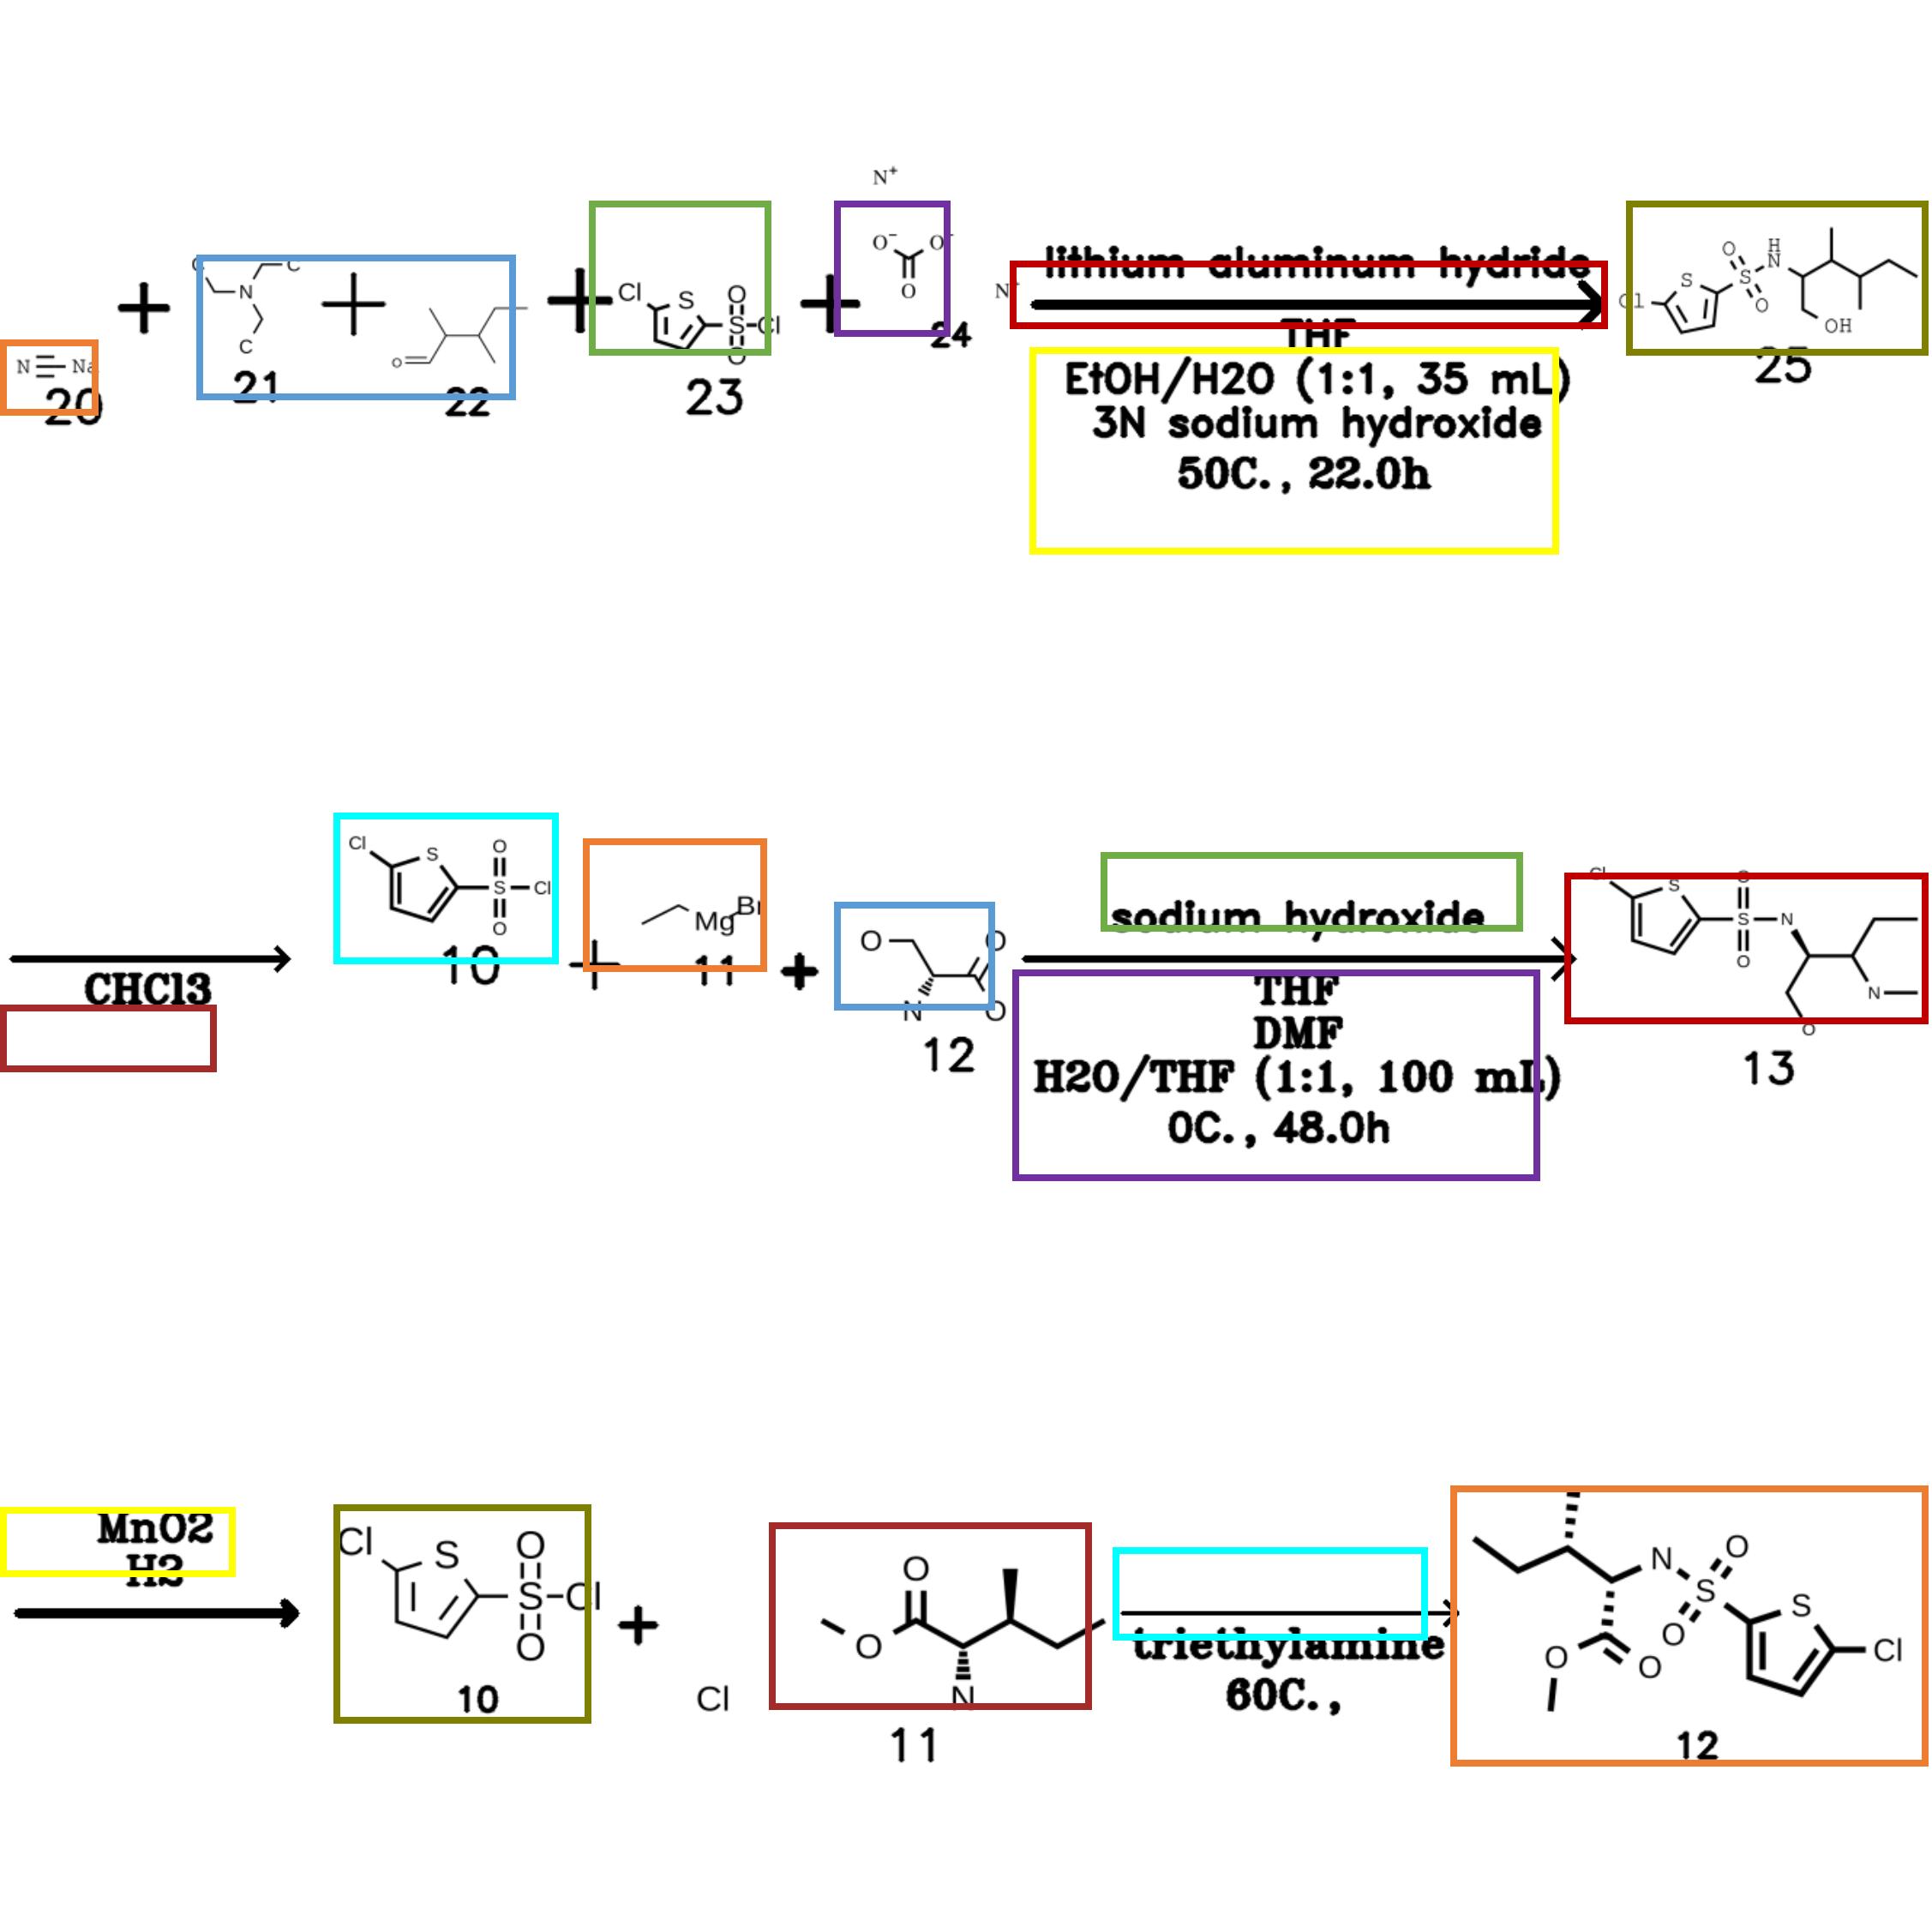 N+
O- O-
O
N+
24
N Na
20
C C
N
C
21
O
22
Cl S O
S Cl
O
23
lithium aluminum hydride
THF
EtOH/H2O (1:1, 35 mL)
3N sodium hydroxide
50C., 22.0h
Cl S O S O H N OH
25
CHCl3
Cl S O S Cl O
10
Mg Br
11
O O N O
12
sodium hydroxide
THF
DMF
H2O/THF (1:1, 100 mL)
0C., 48.0h
Cl S O S N O N O
13
MnO2
H2
Cl S O S Cl O
10
Cl
O O N
11
triethylamine
60C.,
N O S O S Cl O O
12